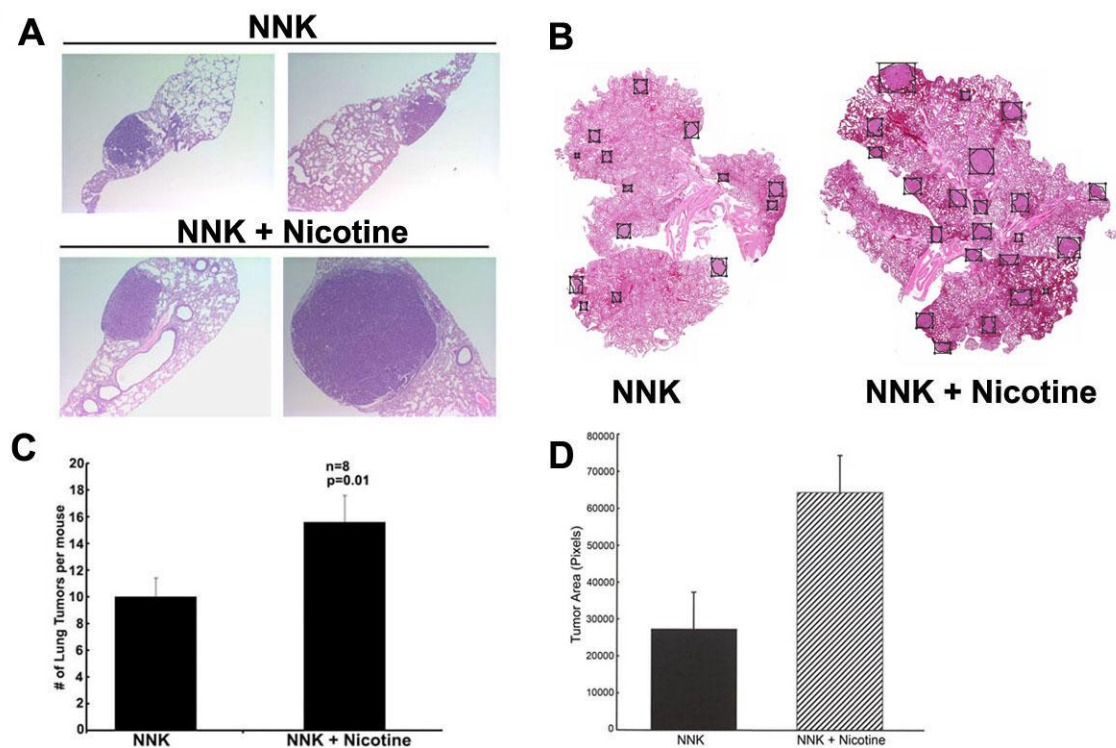 A
NNK
NNK + Nicotine
B
NNK
NNK + Nicotine
C
# of Lung Tumors per mouse
20
18
16
14
12
10
8
6
4
2
0
n=8
p=0.01
NNK
NNK + Nicotine
D
Tumor Area (Pixels)
80000
70000
60000
50000
40000
30000
20000
10000
0
NNK
NNK + Nicotine